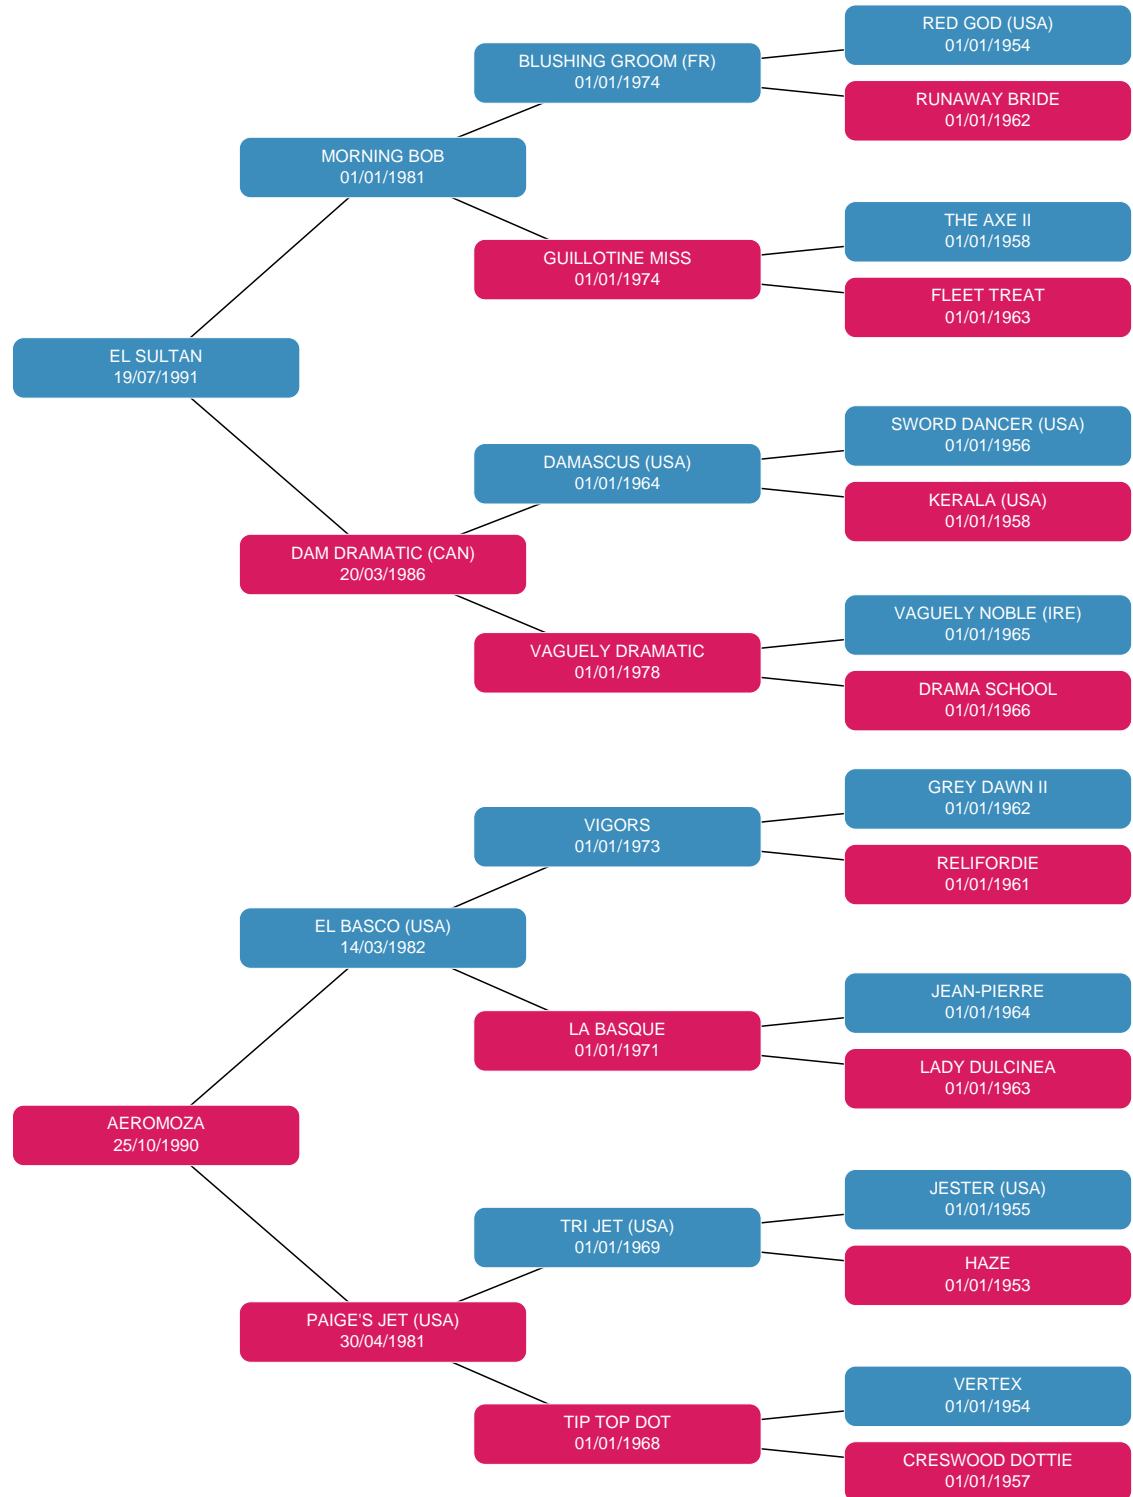 RED GOD (USA)
01/01/1954
BLUSHING GROOM (FR)
01/01/1974
RUNAWAY BRIDE
01/01/1962
MORNING BOB
01/01/1981
THE AXE II
01/01/1958
GUILLOTINE MISS
01/01/1974
FLEET TREAT
01/01/1963
EL SULTAN
19/07/1991
SWORD DANCER (USA)
01/01/1956
DAMASCUS (USA)
01/01/1964
KERALA (USA)
01/01/1958
DAM DRAMATIC (CAN)
20/03/1986
VAGUELY NOBLE (IRE)
01/01/1965
VAGUELY DRAMATIC
01/01/1978
DRAMA SCHOOL
01/01/1966
GREY DAWN II
01/01/1962
VIGORS
01/01/1973
RELIFORDIE
01/01/1961
EL BASCO (USA)
14/03/1982
JEAN-PIERRE
01/01/1964
LA BASQUE
01/01/1971
LADY DULCINEA
01/01/1963
AEROMOZA
25/10/1990
JESTER (USA)
01/01/1955
TRI JET (USA)
01/01/1969
HAZE
01/01/1953
PAIGE'S JET (USA)
30/04/1981
VERTEX
01/01/1954
TIP TOP DOT
01/01/1968
CRESWOOD DOTTIE
01/01/1957